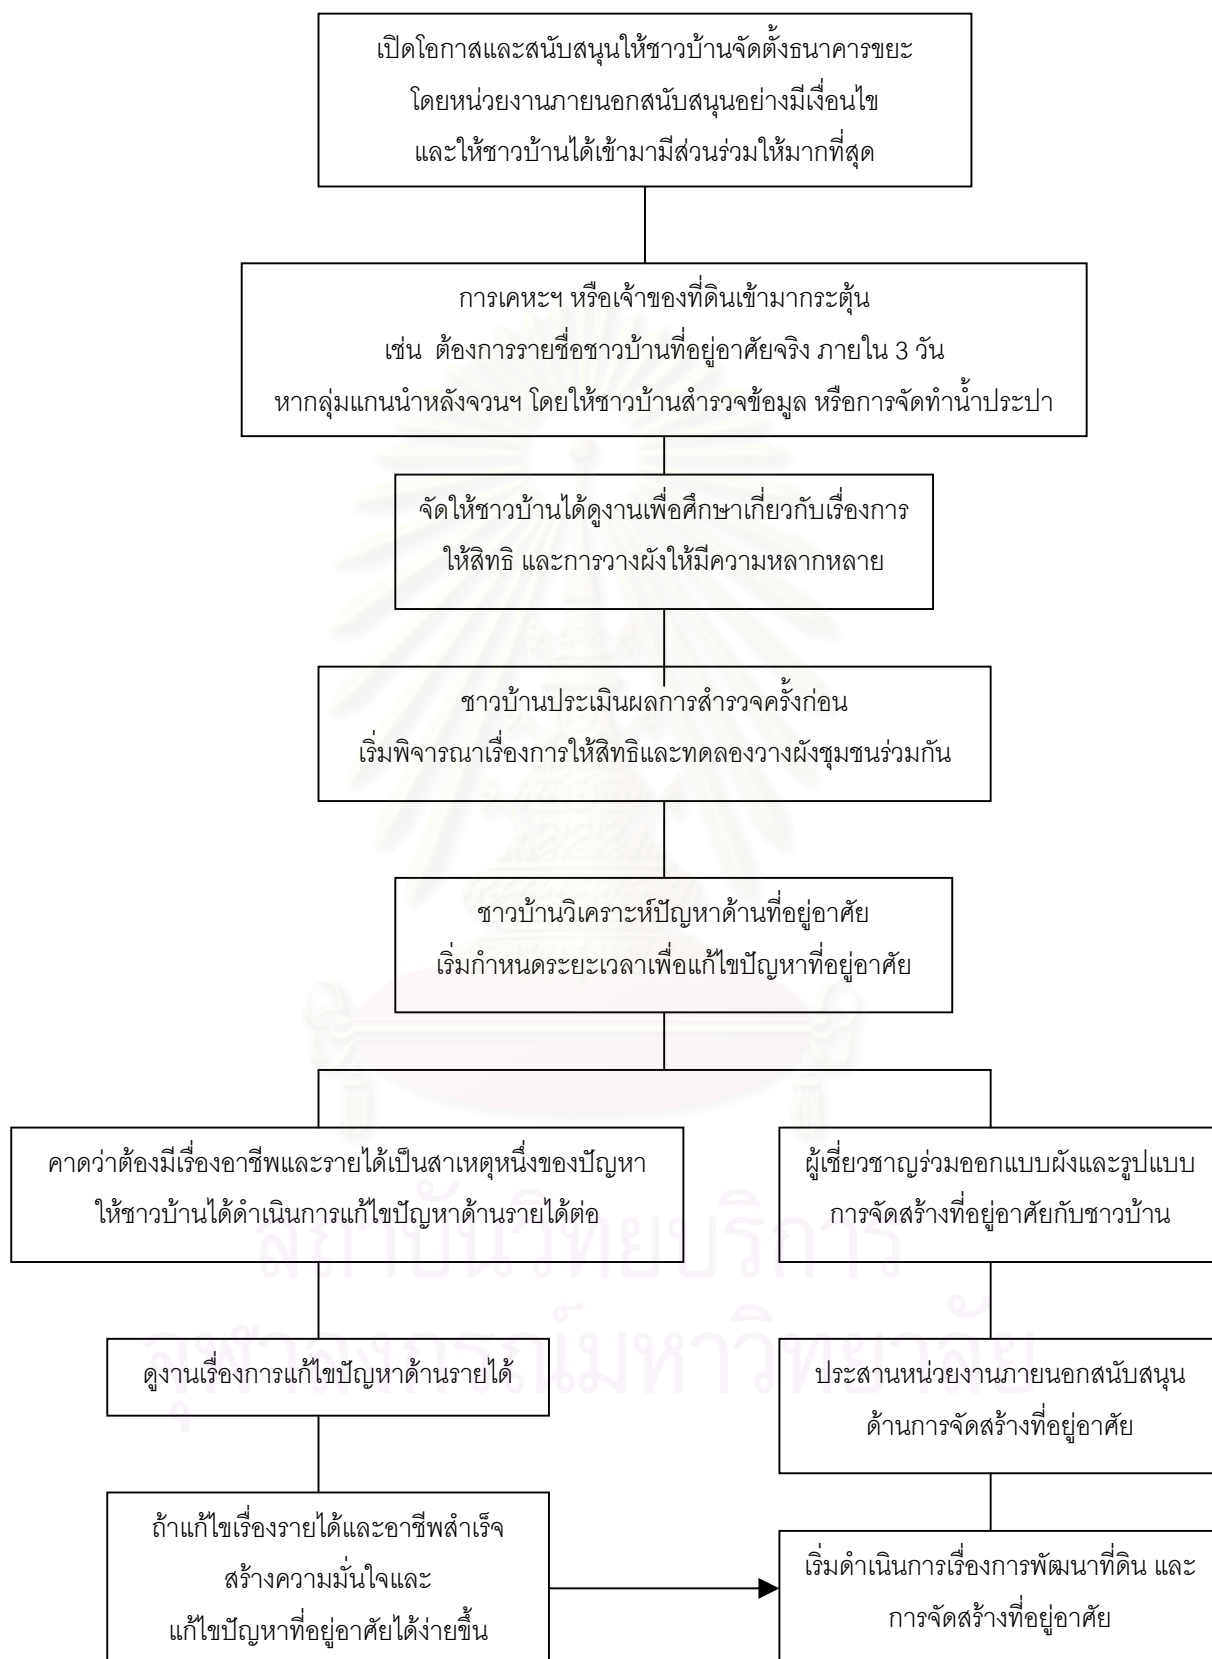 เปิดโอกาสและสนับสนุนให้ชาวบ้านจัดตั้งธนาคารขยะ
โดยหน่วยงานภายนอกสนับสนุนอย่างมีเงื่อนไข
และให้ชาวบ้านได้เข้ามามีส่วนร่วมให้มากที่สุด
การเคหะฯ หรือเจ้าของที่ดินเข้ามากระตุ้น
เช่น ต้องการรายชื่อชาวบ้านที่อยู่อาศัยจริง ภายใน 3 วัน
หากลุ่มแกนนำหลังจวนฯ โดยให้ชาวบ้านสำรวจข้อมูล หรือการจัดทำน้ำประปา
จัดให้ชาวบ้านได้ดูงานเพื่อศึกษาเกี่ยวกับเรื่องการ
ให้สิทธิ และการวางผังให้มีความหลากหลาย
ชาวบ้านประเมินผลการสำรวจครั้งก่อน
เริ่มพิจารณาเรื่องการให้สิทธิและทดลองวางผังชุมชนร่วมกัน
ชาวบ้านวิเคราะห์ปัญหาด้านที่อยู่อาศัย
เริ่มกำหนดระยะเวลาเพื่อแก้ไขปัญหาที่อยู่อาศัย
คาดว่าต้องมีเรื่องอาชีพและรายได้เป็นสาเหตุหนึ่งของปัญหา
ให้ชาวบ้านได้ดำเนินการแก้ไขปัญหาด้านรายได้ต่อ
ผู้เชี่ยวชาญร่วมออกแบบผังและรูปแบบ
การจัดสร้างที่อยู่อาศัยกับชาวบ้าน
สถาบันวิทยบริการ
จุฬาลงกรณ์มหาวิทยาลัย
ดูงานเรื่องการแก้ไขปัญหาด้านรายได้
ประสานหน่วยงานภายนอกสนับสนุน
ด้านการจัดสร้างที่อยู่อาศัย
ถ้าแก้ไขเรื่องรายได้และอาชีพสำเร็จ
สร้างความมั่นใจและ
แก้ไขปัญหาที่อยู่อาศัยได้ง่ายขึ้น
เริ่มดำเนินการเรื่องการพัฒนาที่ดิน และ
การจัดสร้างที่อยู่อาศัย